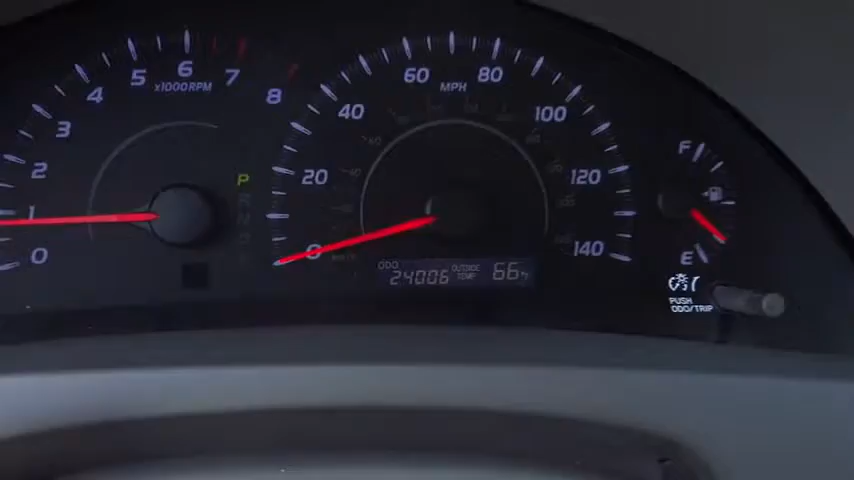 0
1
2
3
4
5
6
7
8
x1000RPM
P
0
20
40
60
80
100
120
140
MPH
ODO
24006
OUTSIDE
TEMP
66°F
F
E
PUSH
ODO/TRIP